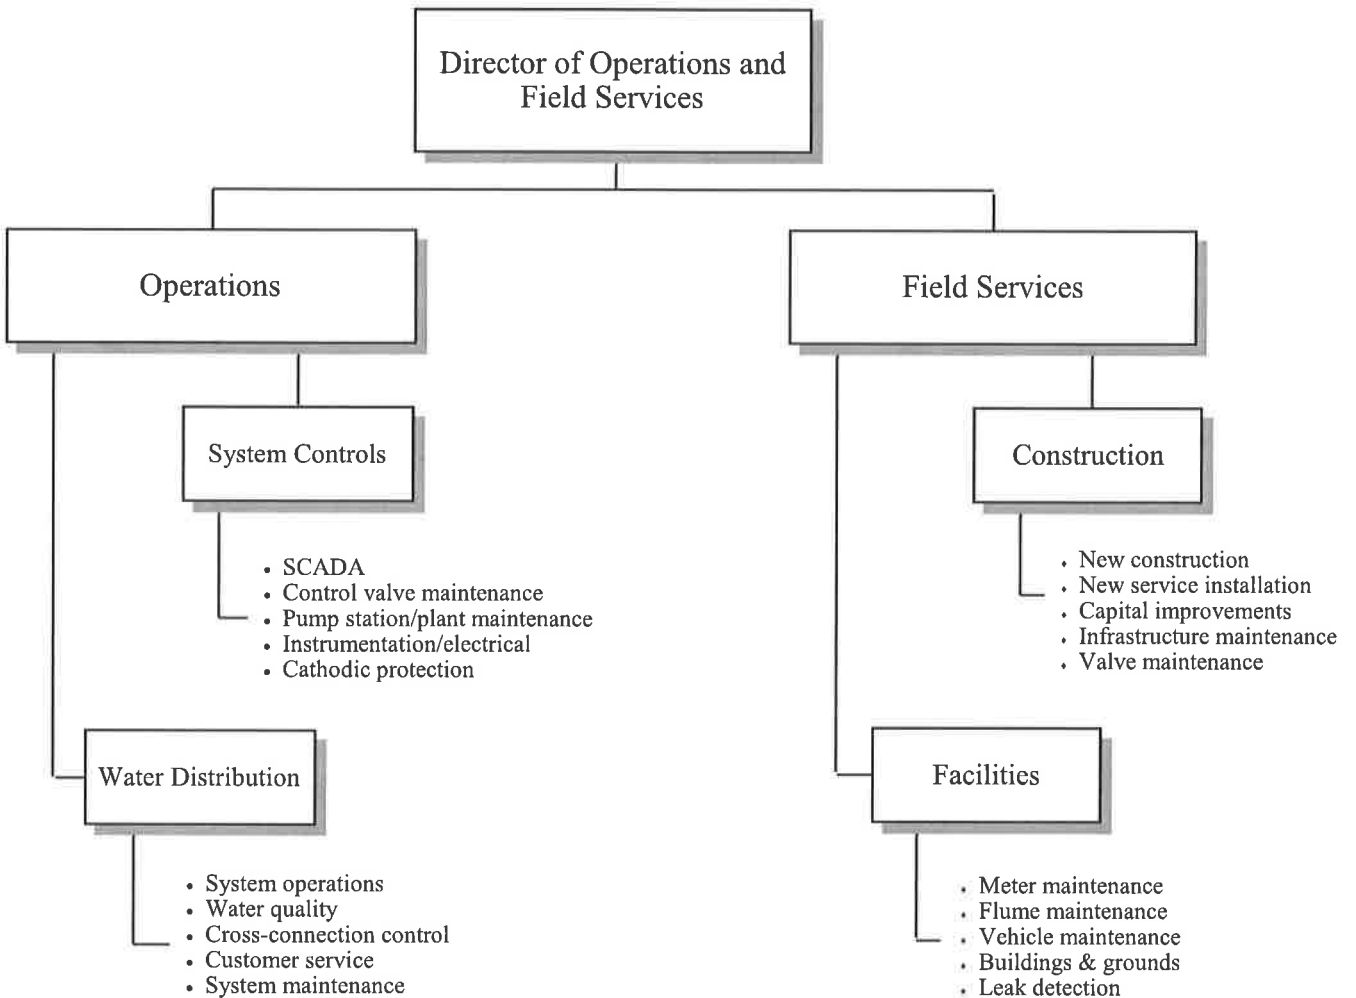 Director of Operations and
Field Services
Operations
Field Services
System Controls
Construction
• SCADA
• Control valve maintenance
• Pump station/plant maintenance
• Instrumentation/electrical
• Cathodic protection
• New construction
• New service installation
• Capital improvements
• Infrastructure maintenance
• Valve maintenance
Water Distribution
Facilities
• System operations
• Water quality
• Cross-connection control
• Customer service
• System maintenance
• Meter maintenance
• Flume maintenance
• Vehicle maintenance
• Buildings & grounds
• Leak detection